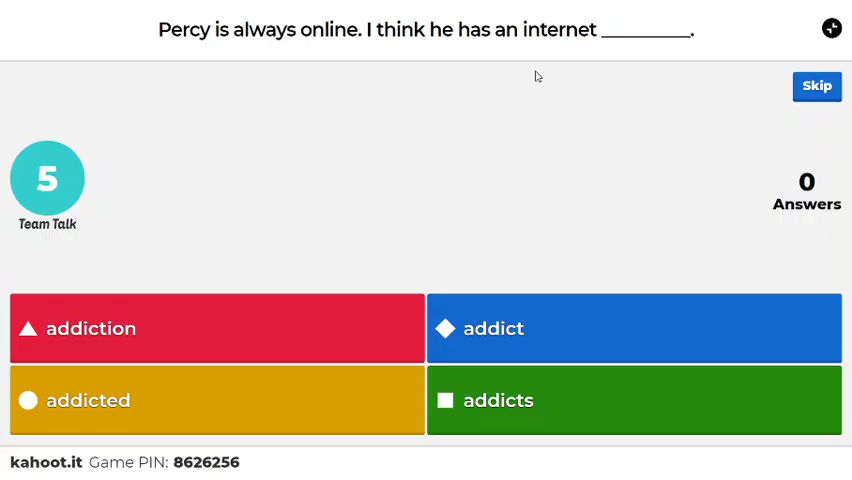 Percy is always online. I think he has an internet __________.
Skip
5
Team Talk
0
Answers
addiction
addict
addicted
addicts
kahoot.it Game PIN: 8626256